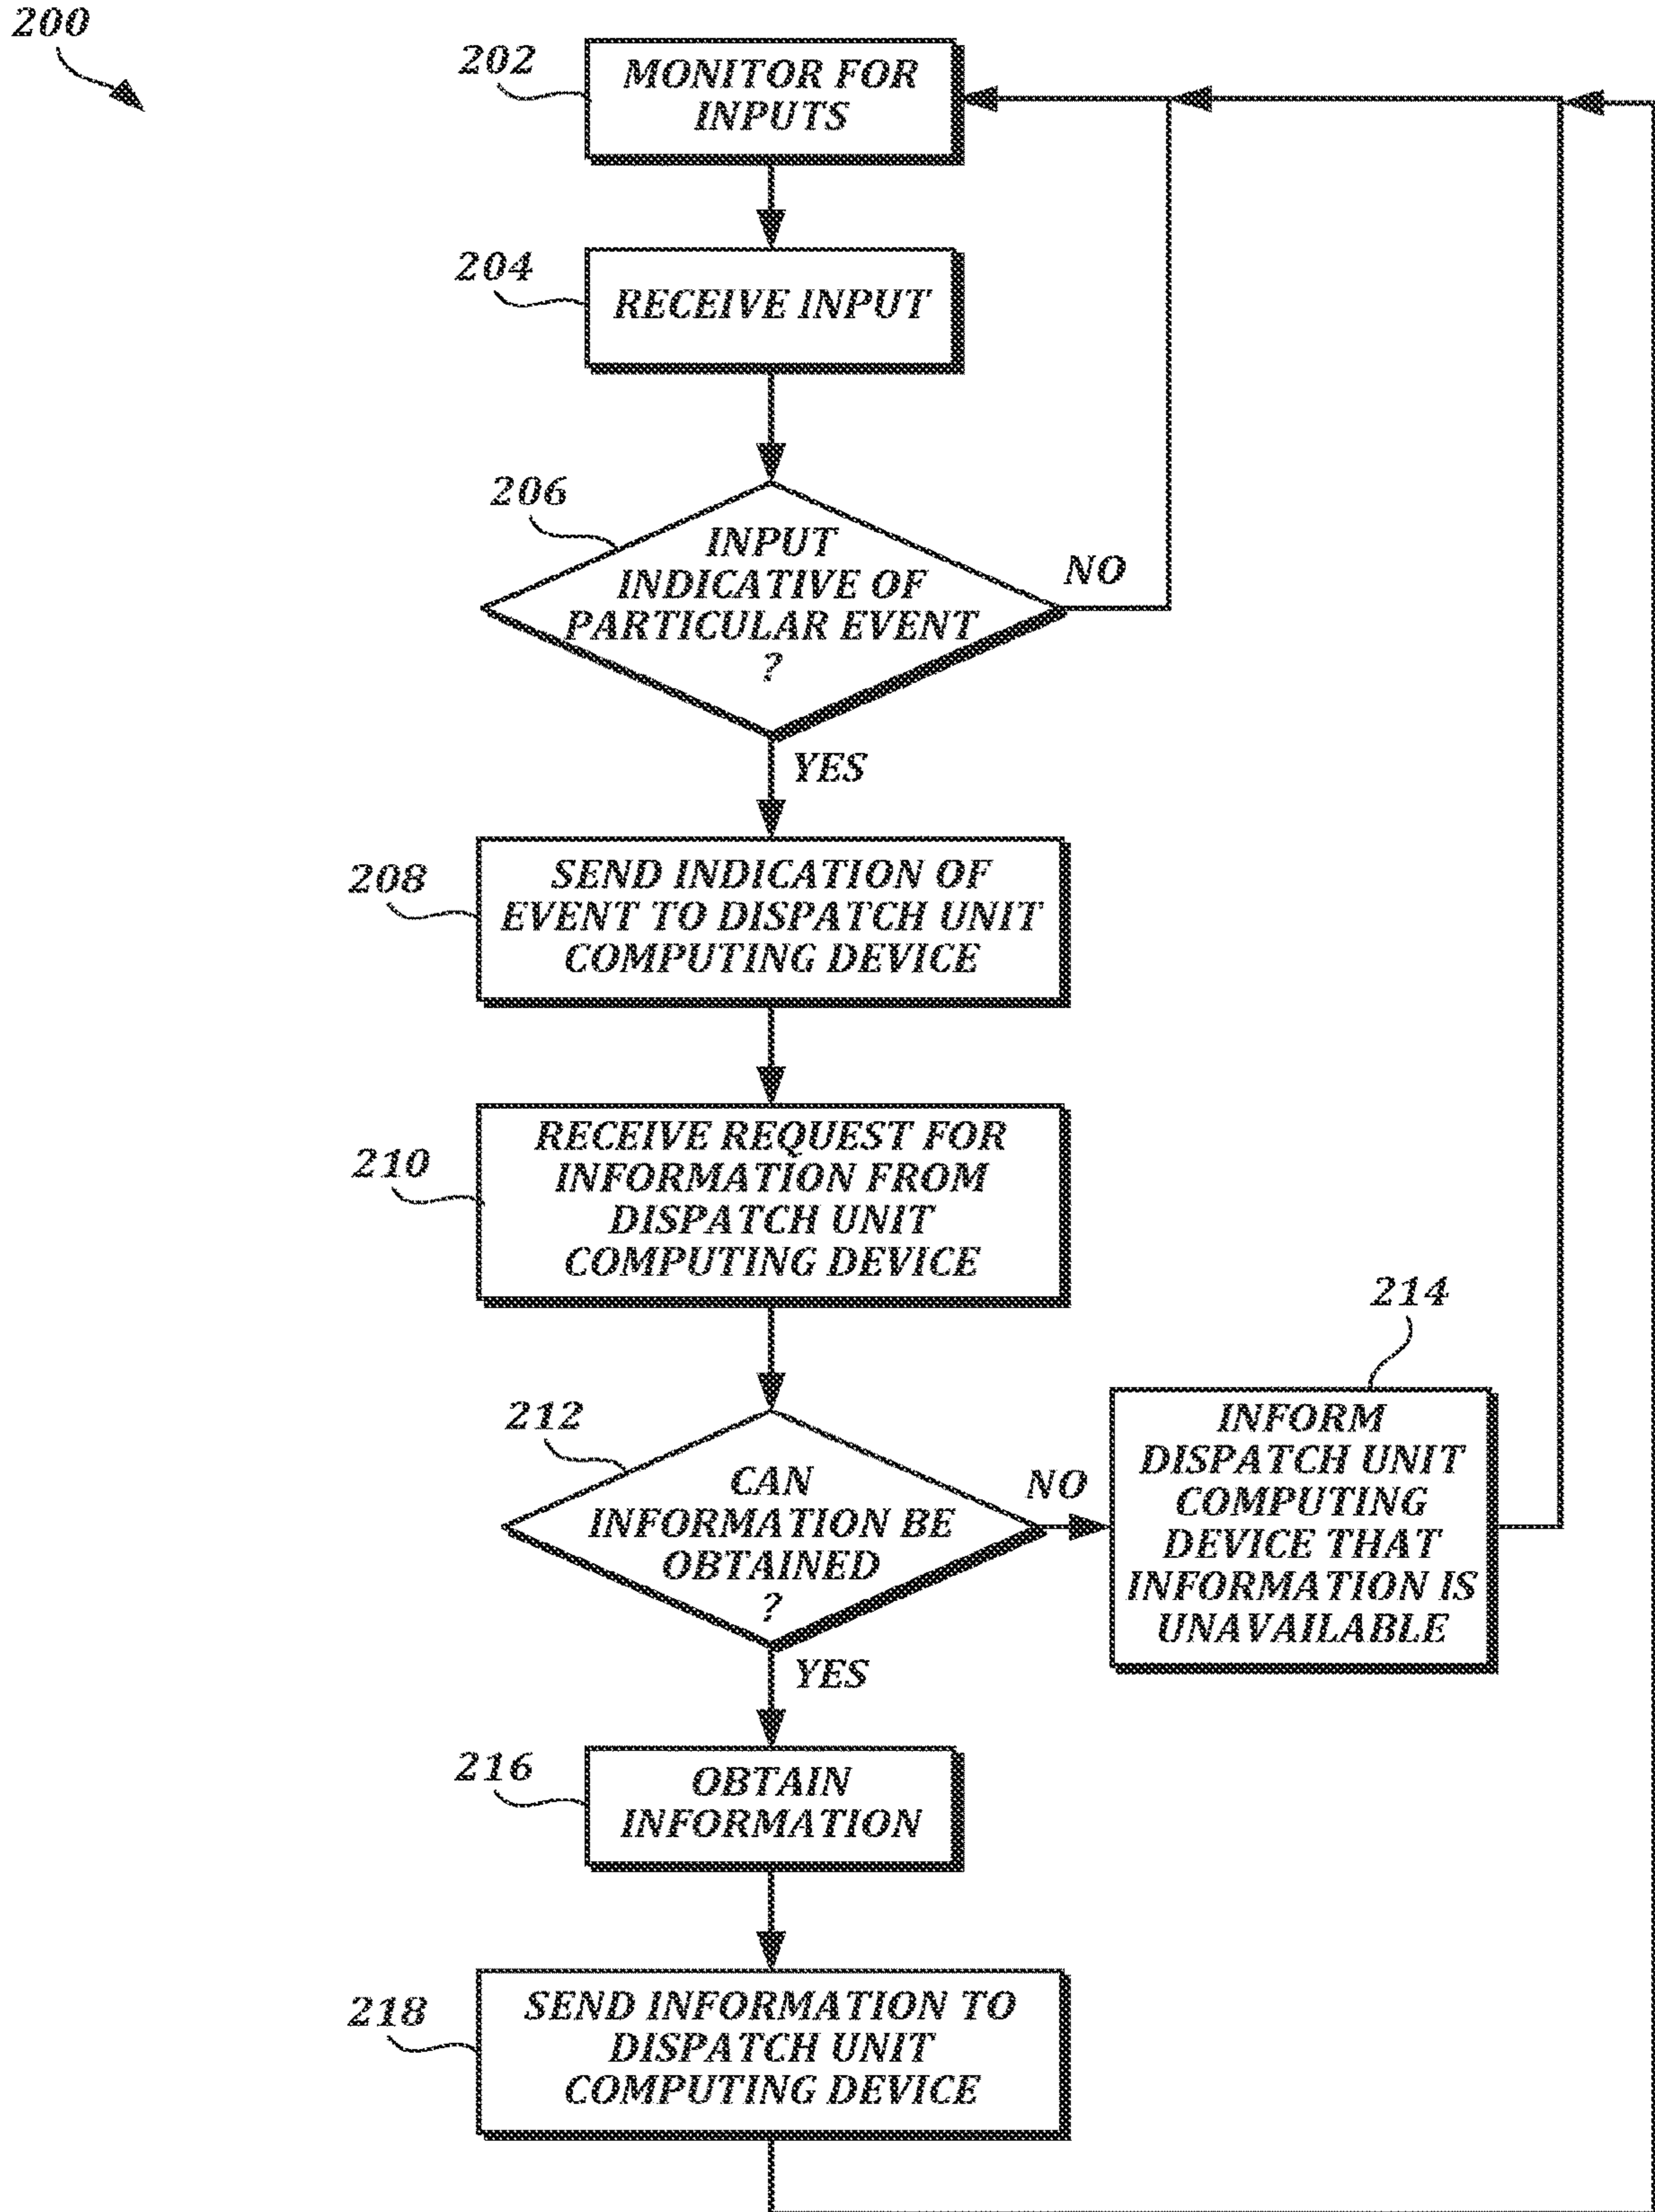 200
202
MONITOR FOR
INPUTS
204
RECEIVE INPUT
206
INPUT
INDICATIVE OF
PARTICULAR EVENT
?
NO
YES
208
SEND INDICATION OF
EVENT TO DISPATCH UNIT
COMPUTING DEVICE
210
RECEIVE REQUEST FOR
INFORMATION FROM
DISPATCH UNIT
COMPUTING DEVICE
212
CAN
INFORMATION BE
OBTAINED
?
NO
214
INFORM
DISPATCH UNIT
COMPUTING
DEVICE THAT
INFORMATION IS
UNAVAILABLE
YES
216
OBTAIN
INFORMATION
218
SEND INFORMATION TO
DISPATCH UNIT
COMPUTING DEVICE